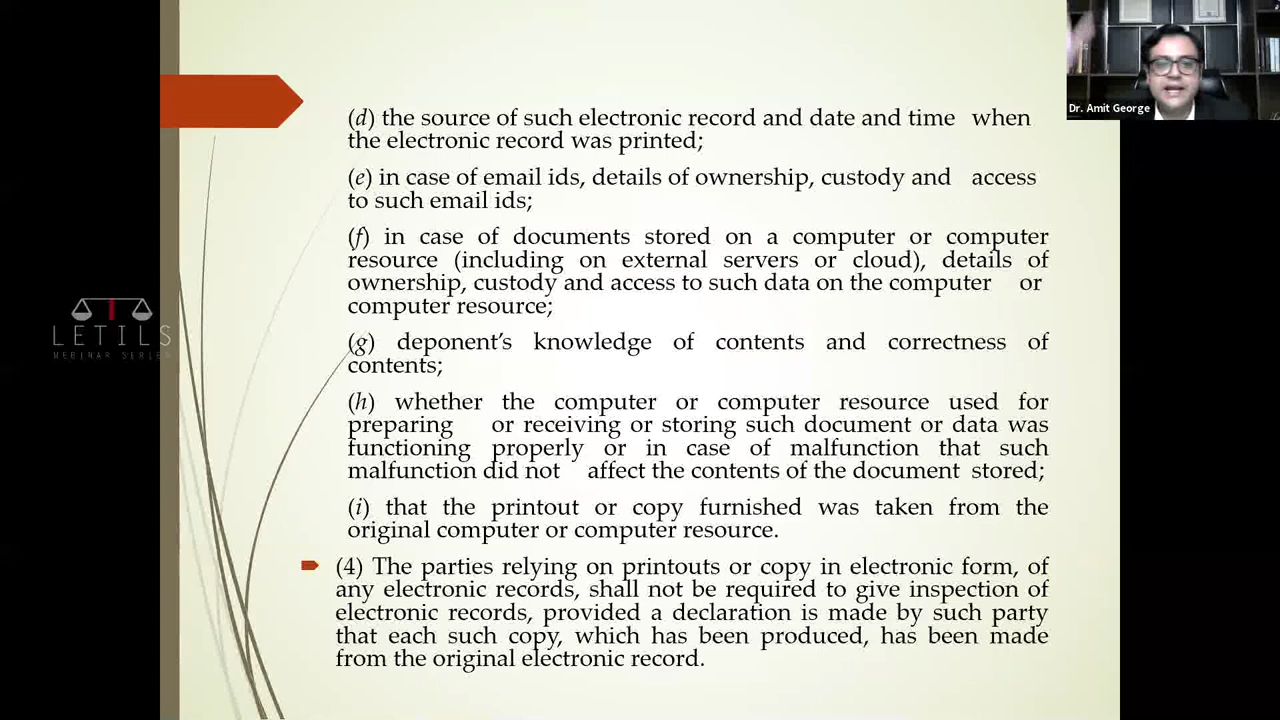 (d) the source of such electronic record and date and time when
the electronic record was printed;
(e) in case of email ids, details of ownership, custody and access
to such email ids;
(f) in case of documents stored on a computer or computer
resource (including on external servers or cloud), details of
ownership, custody and access to such data on the computer or
computer resource;
(g) deponent's knowledge of contents and correctness of
contents;
(h) whether the computer or computer resource used for
preparing or receiving or storing such document or data was
functioning properly or in case of malfunction that such
malfunction did not affect the contents of the document stored;
(i) that the printout or copy furnished was taken from the
original computer or computer resource.
(4) The parties relying on printouts or copy in electronic form, of
any electronic records, shall not be required to give inspection of
electronic records, provided a declaration is made by such party
that each such copy, which has been produced, has been made
from the original electronic record.
Dr. Amit George
LETILS
WEBINAR SERIES